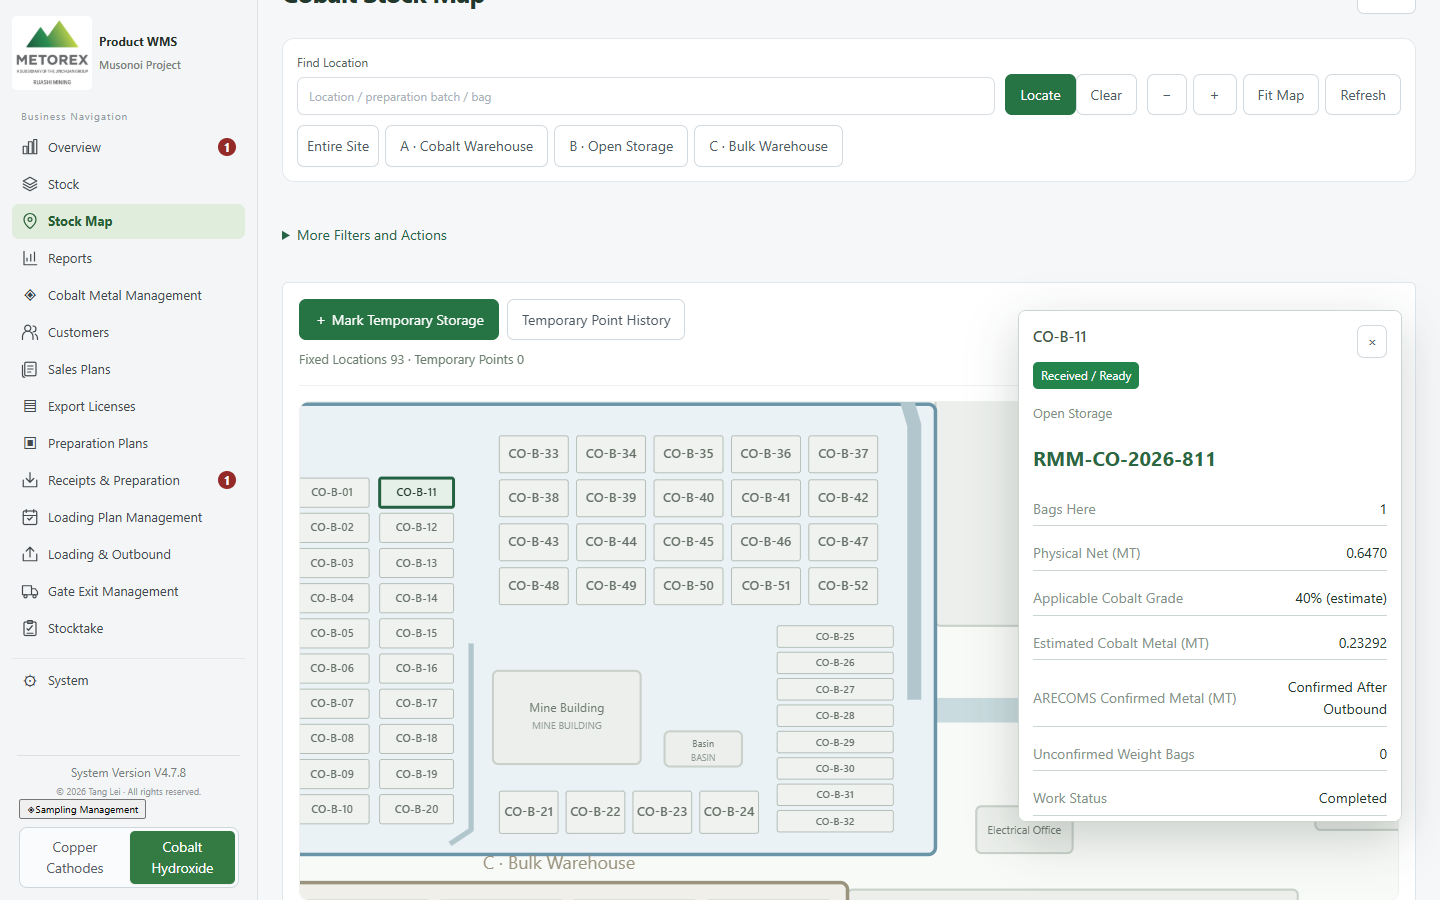 METOREX
A SUBSIDIARY OF THE JINCHUAN GROUP
RUASHI MINING
Product WMS
Musonoi Project
Business Navigation
Overview 1
Stock
Stock Map
Reports
Cobalt Metal Management
Customers
Sales Plans
Export Licenses
Preparation Plans
Receipts & Preparation 1
Loading Plan Management
Loading & Outbound
Gate Exit Management
Stocktake
System
System Version V4.7.8
© 2026 Tang Lei · All rights reserved.
◈Sampling Management
Copper Cathodes
Cobalt Hydroxide
Cobalt Stock Map
Find Location
Location / preparation batch / bag
Locate
Clear
−
+
Fit Map
Refresh
Entire Site
A · Cobalt Warehouse
B · Open Storage
C · Bulk Warehouse
▶ More Filters and Actions
+ Mark Temporary Storage
Temporary Point History
Fixed Locations 93 · Temporary Points 0
CO-B-33 CO-B-34 CO-B-35 CO-B-36 CO-B-37
CO-B-38 CO-B-39 CO-B-40 CO-B-41 CO-B-42
CO-B-43 CO-B-44 CO-B-45 CO-B-46 CO-B-47
CO-B-48 CO-B-49 CO-B-50 CO-B-51 CO-B-52
CO-B-01 CO-B-11
CO-B-02 CO-B-12
CO-B-03 CO-B-13
CO-B-04 CO-B-14
CO-B-05 CO-B-15
CO-B-06 CO-B-16
CO-B-07 CO-B-17
CO-B-08 CO-B-18
CO-B-09 CO-B-19
CO-B-10 CO-B-20
Mine Building
MINE BUILDING
Basin
BASIN
CO-B-21 CO-B-22 CO-B-23 CO-B-24
CO-B-25
CO-B-26
CO-B-27
CO-B-28
CO-B-29
CO-B-30
CO-B-31
CO-B-32
C · Bulk Warehouse
Electrical Office
CO-B-11
×
Received / Ready
Open Storage
RMM-CO-2026-811
Bags Here 1
Physical Net (MT) 0.6470
Applicable Cobalt Grade 40% (estimate)
Estimated Cobalt Metal (MT) 0.23292
ARECOMS Confirmed Metal (MT) Confirmed After Outbound
Unconfirmed Weight Bags 0
Work Status Completed